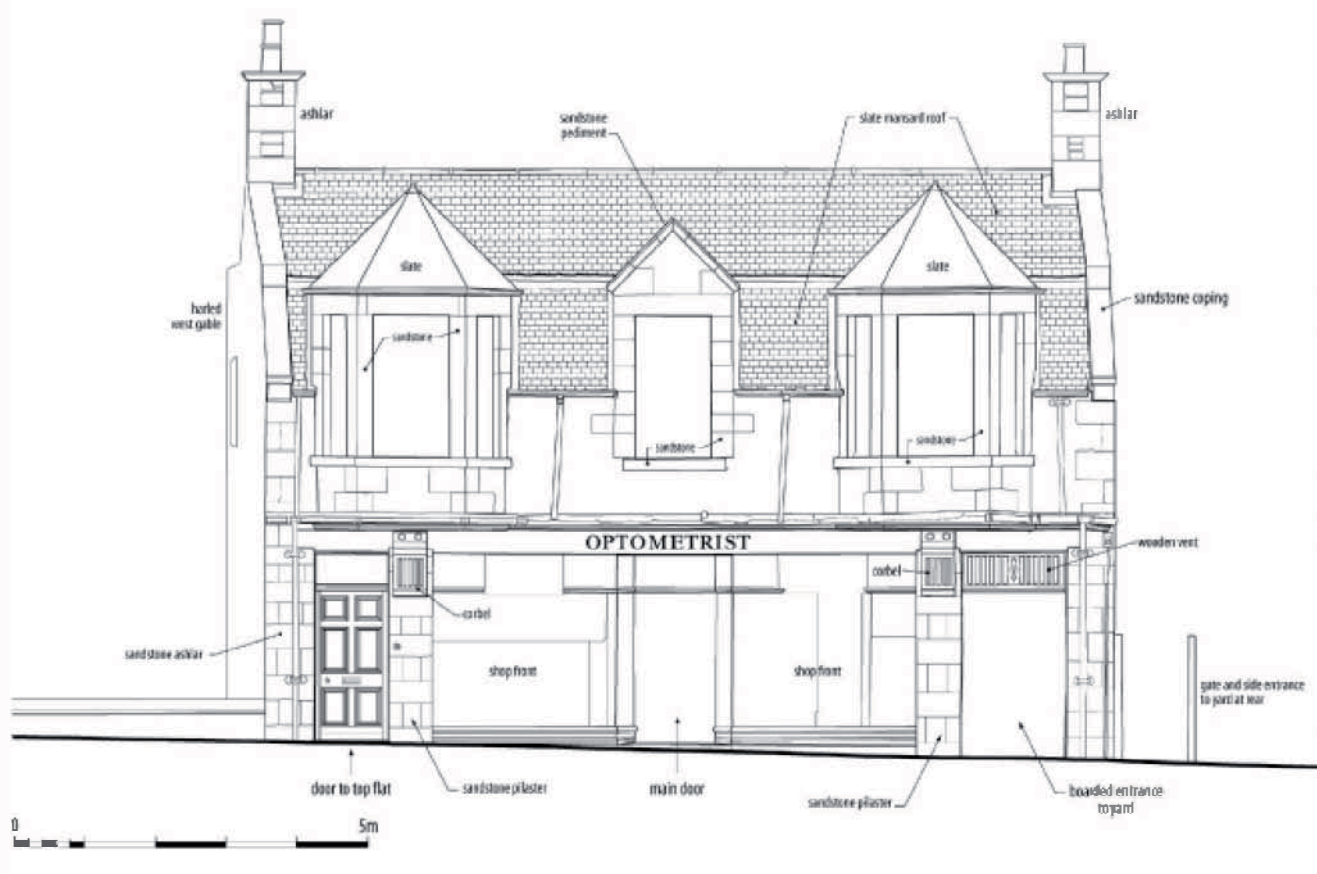 ashlar
sandstone
pediment
slate mansard roof
ashlar
slate
slate
harled
west gable
sandstone
sandstone coping
sandstone
sandstone
OPTOMETRIST
wooden vent
corbel
corbel
sandstone ashlar
shop front
shop front
gate and side entrance
to yard at rear
door to top flat
sandstone pilaster
main door
sandstone pilaster
boarded entrance
to yard
0
5m